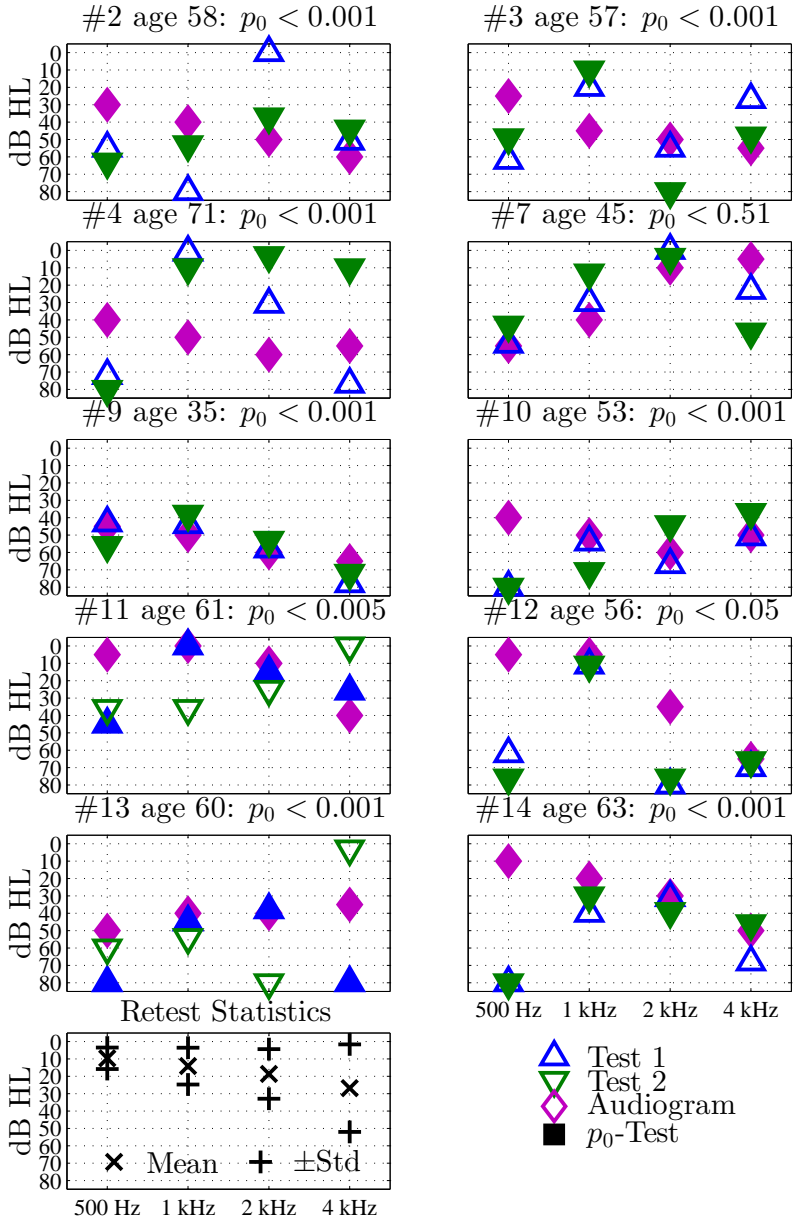 #2 age 58: p₀ < 0.001
#3 age 57: p₀ < 0.001
dB HL
0
10
20
30
40
50
60
70
80
#4 age 71: p₀ < 0.001
#7 age 45: p₀ < 0.51
dB HL
0
10
20
30
40
50
60
70
80
#9 age 35: p₀ < 0.001
#10 age 53: p₀ < 0.001
dB HL
0
10
20
30
40
50
60
70
80
#11 age 61: p₀ < 0.005
#12 age 56: p₀ < 0.05
dB HL
0
10
20
30
40
50
60
70
80
#13 age 60: p₀ < 0.001
#14 age 63: p₀ < 0.001
dB HL
0
10
20
30
40
50
60
70
80
500 Hz 1 kHz 2 kHz 4 kHz
Retest Statistics
dB HL
0
10
20
30
40
50
60
70
80
Mean ±Std
500 Hz 1 kHz 2 kHz 4 kHz
Test 1
Test 2
Audiogram
p₀-Test